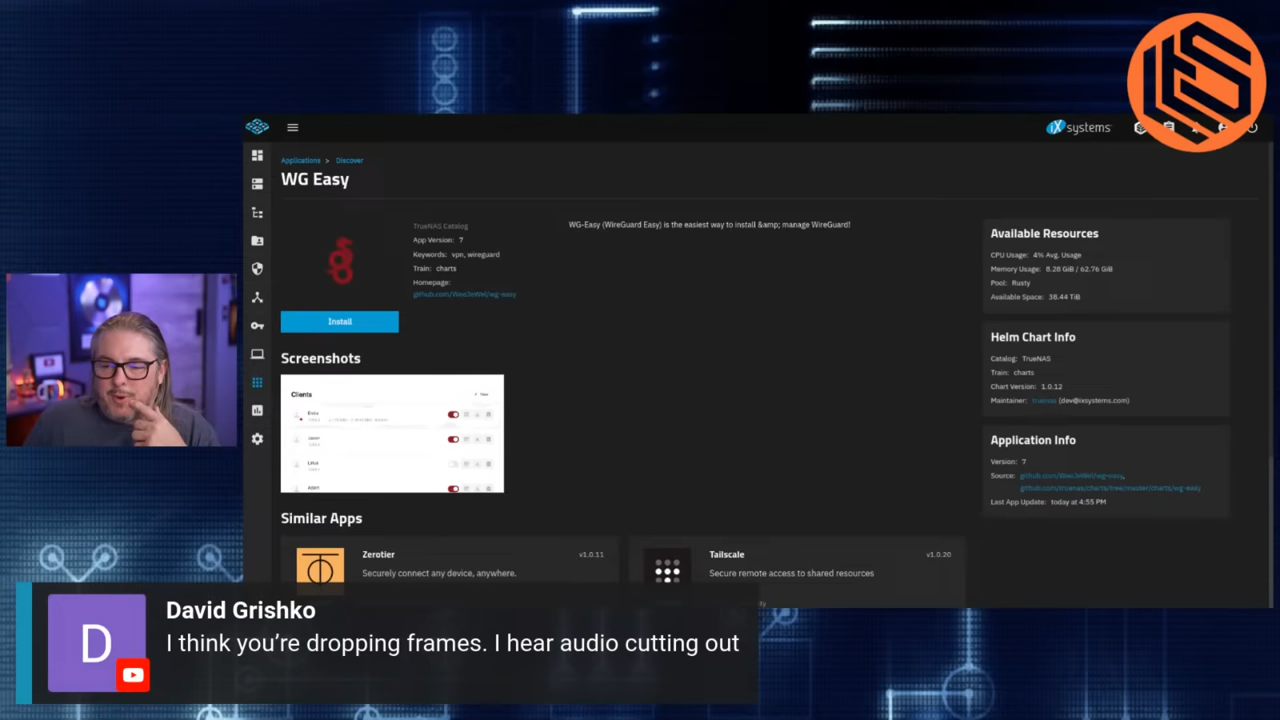 iXsystems
Applications > Discover
WG Easy
TrueNAS Catalog
App Version: 7
Keywords: vpn, wireguard
Train: charts
Homepage:
github.com/WeeJeWel/wg-easy
Install
WG-Easy (WireGuard Easy) is the easiest way to install &amp; manage WireGuard!
Screenshots
Clients
Similar Apps
Zerotier
v1.0.11
Securely connect any device, anywhere.
Tailscale
v1.0.20
Secure remote access to shared resources
Available Resources
CPU Usage: 4% Avg. Usage
Memory Usage: 8.28 GiB / 62.76 GiB
Pool: Rusty
Available Space: 38.44 TiB
Helm Chart Info
Catalog: TrueNAS
Train: charts
Chart Version: 1.0.12
Maintainer: truenas (dev@ixsystems.com)
Application Info
Version: 7
Source: github.com/WeeJeWel/wg-easy,
github.com/truenas/charts/tree/master/charts/wg-easy
Last App Update: today at 4:55 PM
D
David Grishko
I think you're dropping frames. I hear audio cutting out